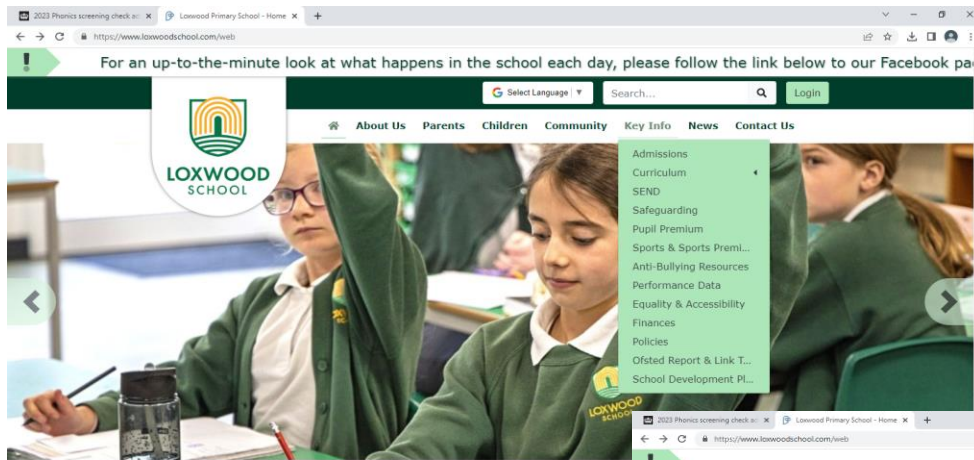 2023 Phonics screening check ac
Loxwood Primary School - Home
https://www.loxwoodschool.com/web
! For an up-to-the-minute look at what happens in the school each day, please follow the link below to our Facebook pa
G Select Language ▼
Search...
Login
LOXWOOD
SCHOOL
About Us Parents Children Community Key Info News Contact Us
Admissions
Curriculum
SEND
Safeguarding
Pupil Premium
Sports & Sports Premi...
Anti-Bullying Resources
Performance Data
Equality & Accessibility
Finances
Policies
Ofsted Report & Link T...
School Development Pl...
LOXWOOD
SCHOOL
2023 Phonics screening check ac
Loxwood Primary School - Home
https://www.loxwoodschool.com/web
!